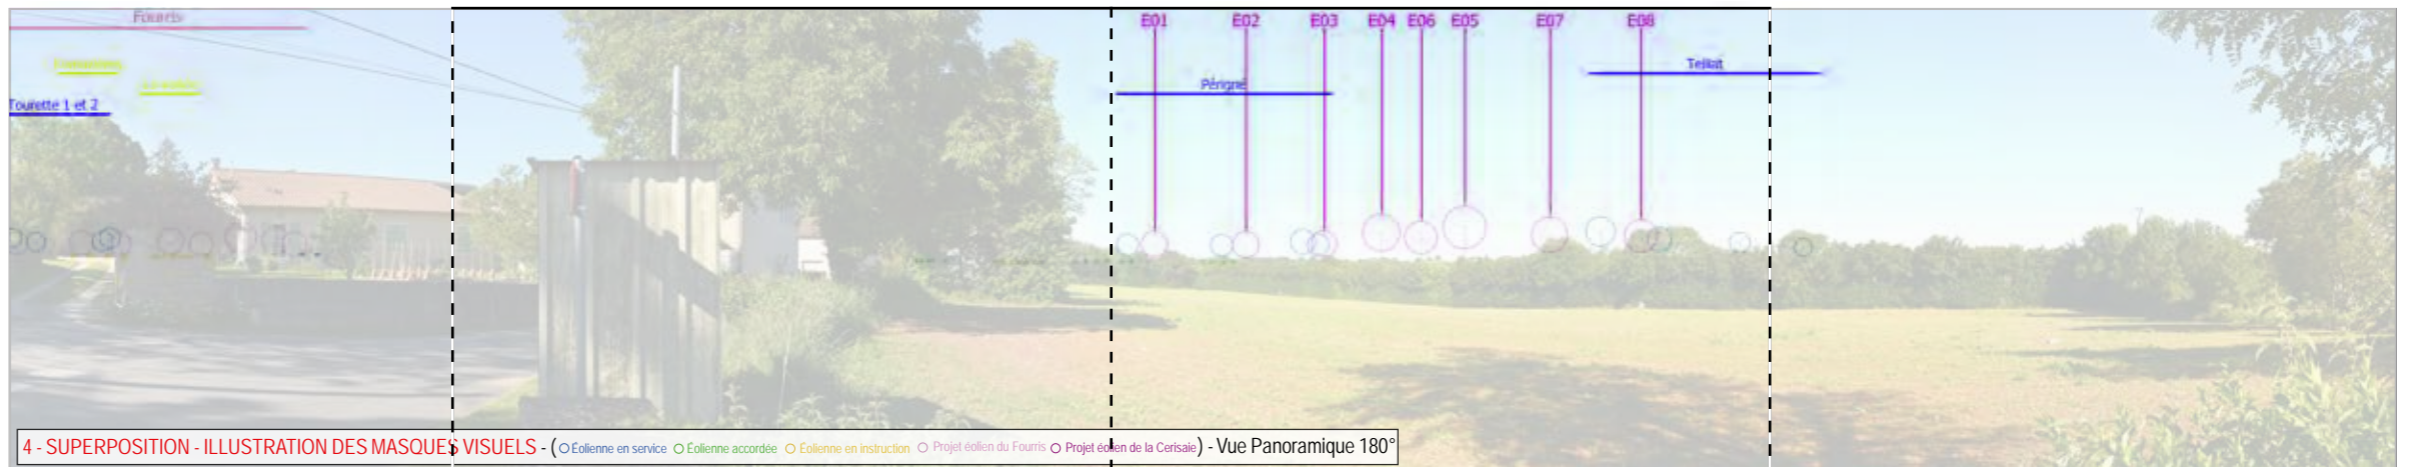 Fourris
E01 E02 E03 E04 E06 E05 E07 E08
Teillat
Périgné
Tourette 1 et 2
4 - SUPERPOSITION - ILLUSTRATION DES MASQUES VISUELS - ( Éolienne en service Éolienne accordée Éolienne en instruction Projet éolien du Fourris Projet éolien de la Cerisaie) - Vue Panoramique 180°